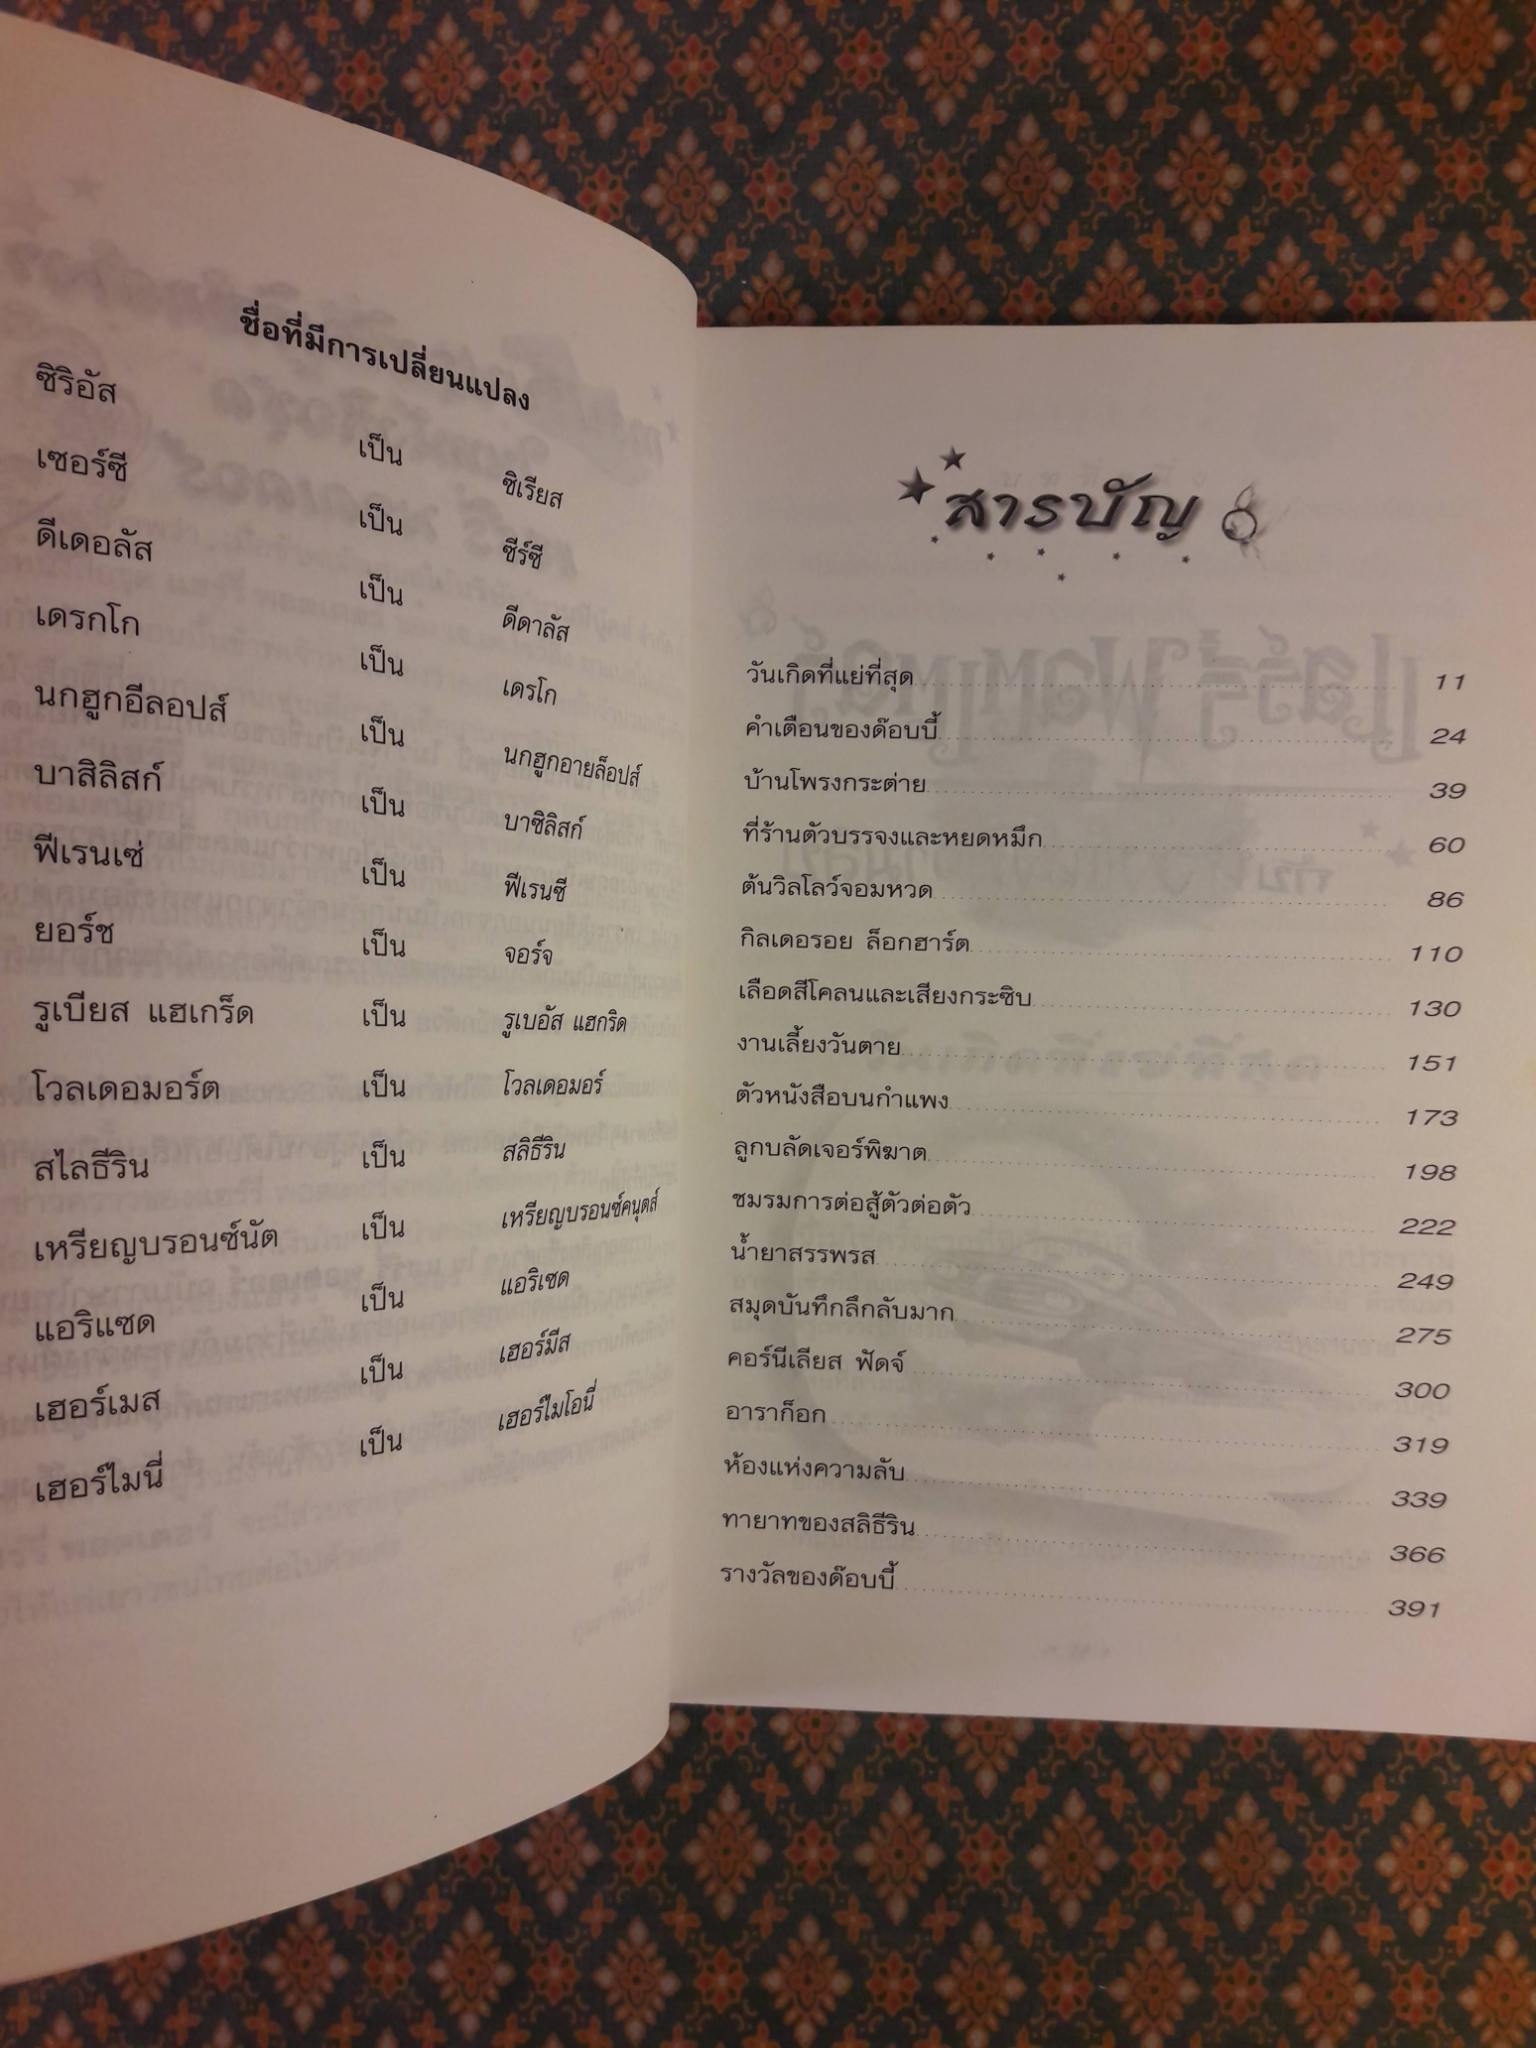 ชื่อที่มีการเปลี่ยนแปลง
ซิริอัส เป็น ซิเรียส
เซอร์ซี เป็น ซีร์ซี
ดีเดอลัส เป็น ดีดาลัส
เดรกโก เป็น เดรโก
นกฮูกอีลอปส์ เป็น นกฮูกอายล็อปส์
บาสิลิสก์ เป็น บาซิลิสก์
ฟีเรนเซ่ เป็น ฟีเรนซี
ยอร์ช เป็น จอร์จ
รูเบียส แฮเกร็ด เป็น รูเบอัส แฮกริด
โวลเดอมอร์ต เป็น โวลเดอมอร์
สไลธีริน เป็น สลิธีริน
เหรียญบรอนซ์นัต เป็น เหรียญบรอนซ์คนุตส์
แอริแซด เป็น แอริเซด
เฮอร์เมส เป็น เฮอร์มีส
เฮอร์ไมนี่ เป็น เฮอร์ไมโอนี่
สารบัญ
วันเกิดที่แย่ที่สุด 11
คำเตือนของด๊อบบี้ 24
บ้านโพรงกระต่าย 39
ที่ร้านตัวบรรจงและหยดหมึก 60
ต้นวิลโลว์จอมหวด 86
กิลเดอรอย ล็อกฮาร์ต 110
เลือดสีโคลนและเสียงกระซิบ 130
งานเลี้ยงวันตาย 151
ตัวหนังสือบนกำแพง 173
ลูกบลัดเจอร์พิฆาต 198
ชมรมการต่อสู้ตัวต่อตัว 222
น้ำยาสรรพรส 249
สมุดบันทึกลึกลับมาก 275
คอร์นีเลียส ฟัดจ์ 300
อาราก็อก 319
ห้องแห่งความลับ 339
ทายาทของสลิธีริน 366
รางวัลของด๊อบบี้ 391